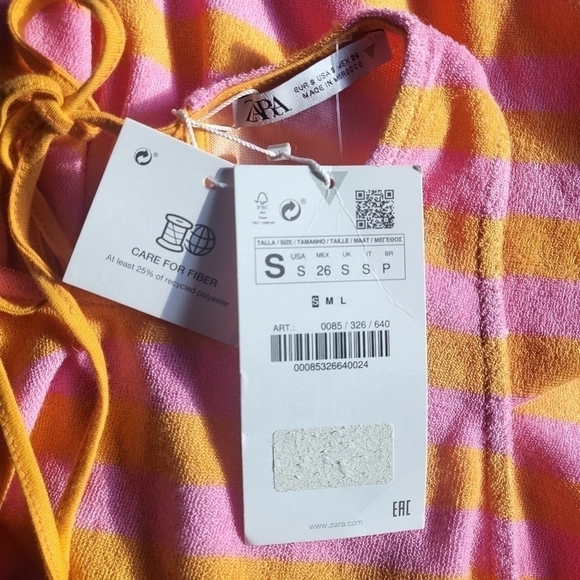 ZARA
EUR S USA S MEX 26
MADE IN MOROCCO
CARE FOR FIBER
At least 25% of recycled polyester
FSC
TALLA / SIZE / TAMANHO / TAILLE / MAAT / ΜΕΓΕΘΟΣ
USA MEX UK IT BR
S S 26 S S P
S M L
ART.: 0085 / 326 / 640
00085326640024
www.zara.com
EAC